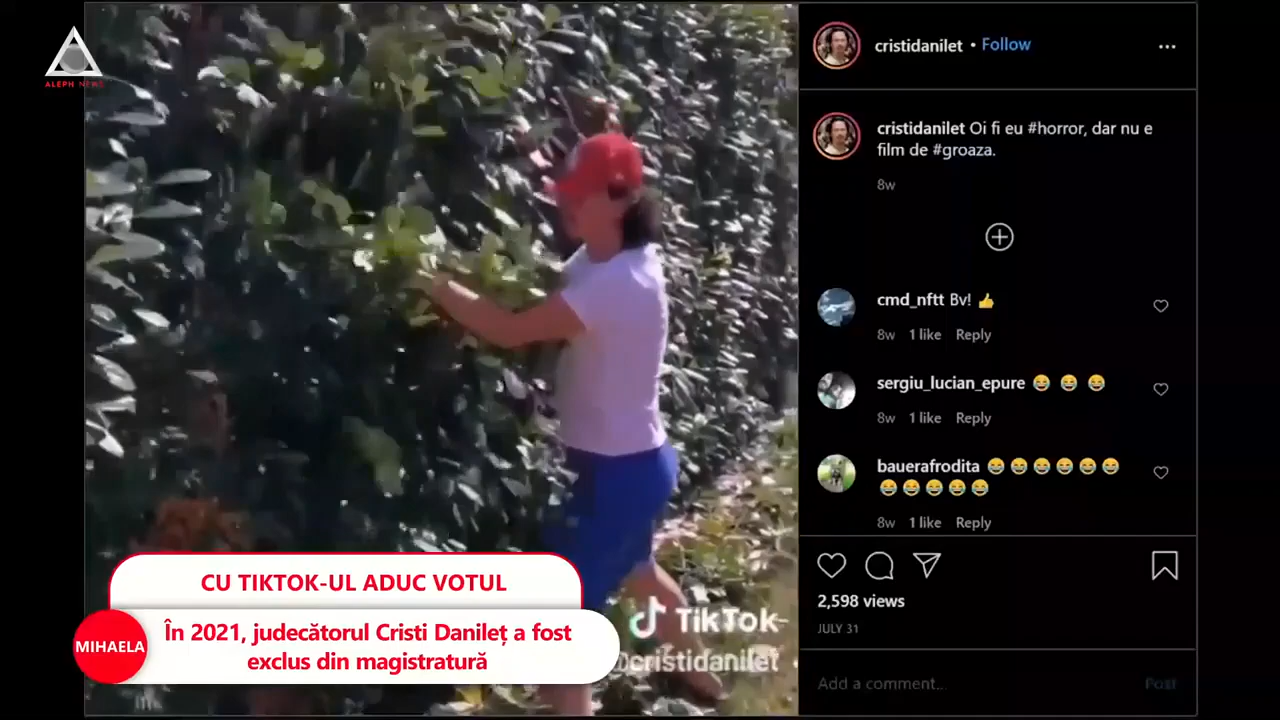 ALEPH NEWS
cristidanilet • Follow
cristidanilet Oi fi eu #horror, dar nu e
film de #groaza.
8w
cmd_nftt Bv! 👍
8w 1 like Reply
sergiu_lucian_epure 😂 😂 😂
8w 1 like Reply
bauerafrodita 😂😂😂😂😂😂
😂😂😂😂😂
8w 1 like Reply
2,598 views
JULY 31
Add a comment... Post
TikTok
@cristidanilet
CU TIKTOK-UL ADUC VOTUL
MIHAELA
În 2021, judecătorul Cristi Danileț a fost
exclus din magistratură